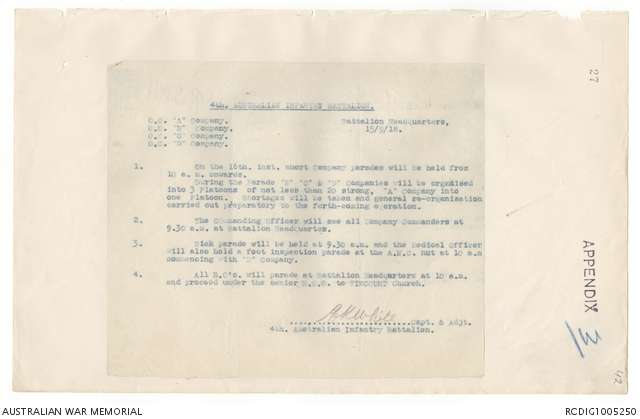 4th. AUSTRALIAN INFANTRY BATTALION.
Battalion Headquarters,
15/9/18.
O.C. "A" Company.
O.C. "B" Company.
O.C. "C" Company.
O.C. "D" Company.
1. On the 16th. inst. short Company parades will be held from
10 a.m. onwards.
During the Parade "B" "C" & "D" Companies will be organised
into 3 Platoons of not less than 20 strong, "A" Company into
one Platoon. Shortages will be taken and general re-organisation
carried out preparatory to the forth-coming operation.
2. The Commanding Officer will see all Company Commanders at
9.30 a.m. at Battalion Headquarters.
3. Sick parade will be held at 9.30 a.m. and the Medical Officer
will also hold a foot inspection parade at the A.M.C. hut at 10 a.m
commencing with "D" Company.
4. All R.C's. will parade at Battalion Headquarters at 10 a.m.
and proceed under the senior N.C.O. to Church.
Capt. & Adjt.
4th. Australian Infantry Battalion.
27
APPENDIX
42
AUSTRALIAN WAR MEMORIAL
RCDIG1005250